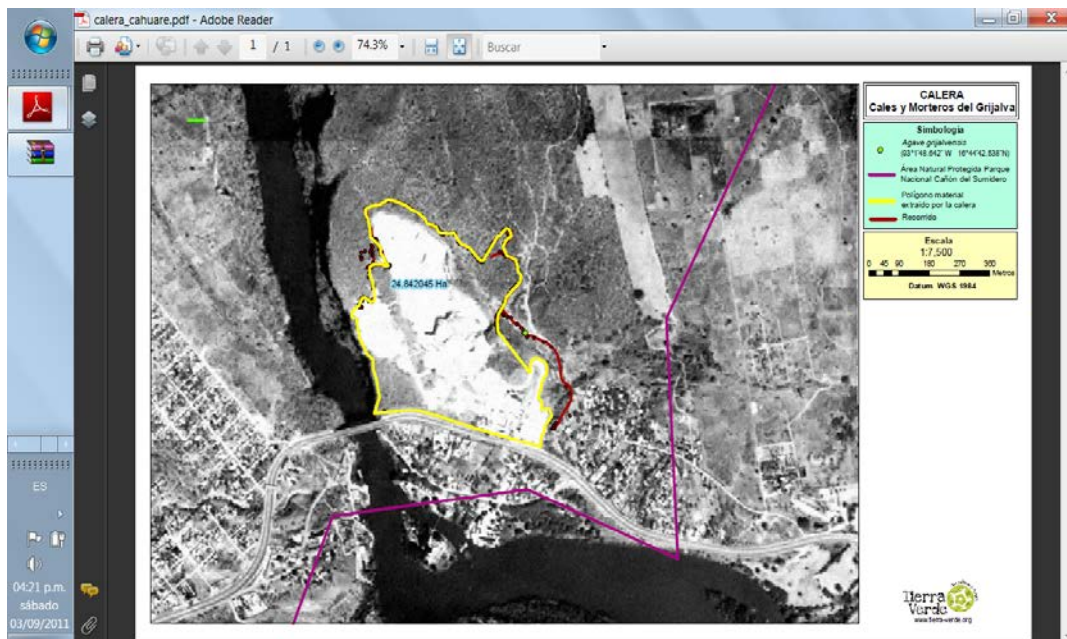 calera_cahuare.pdf - Adobe Reader
1 / 1
74.3%
Buscar
CALERA
Cales y Morteros del Grijalva
Simbología
Agave grijalvensis
(93°1'48.642" W 16°44'42.538"N)
Área Natural Protegida Parque
Nacional Cañón del Sumidero
Polígono material
extraído por la calera
Recorrido
Escala
1:7,500
0 45 90 180 270 360
Metros
Datum WGS 1984
24.842045 Ha
ES
04:21 p.m.
sábado
03/09/2011
Tierra
Verde
www.tierra-verde.org